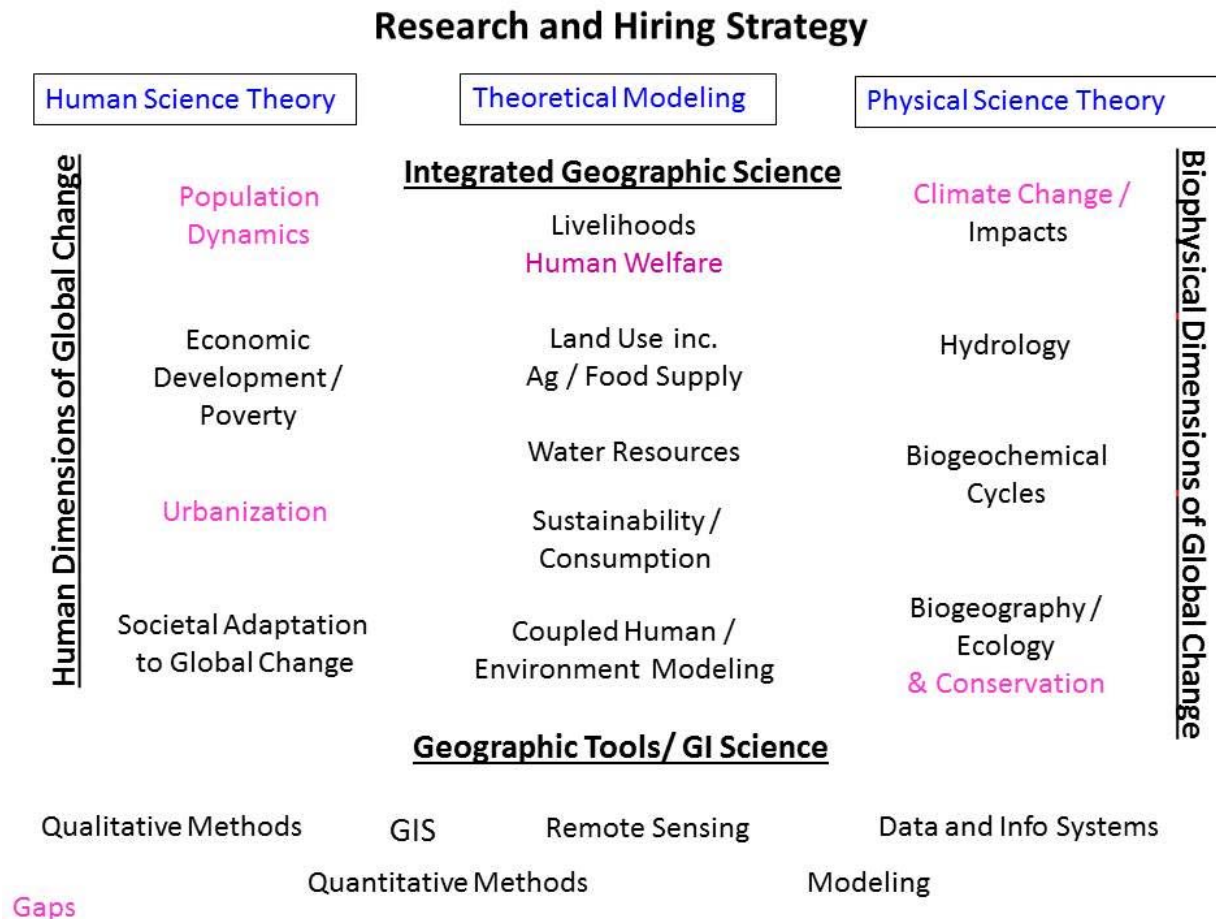 Research and Hiring Strategy
Human Science Theory
Theoretical Modeling
Physical Science Theory
Human Dimensions of Global Change
Population
Dynamics
Economic
Development /
Poverty
Urbanization
Societal Adaptation
to Global Change
Integrated Geographic Science
Livelihoods
Human Welfare
Land Use inc.
Ag / Food Supply
Water Resources
Sustainability /
Consumption
Coupled Human /
Environment Modeling
Climate Change /
Impacts
Hydrology
Biogeochemical
Cycles
Biogeography /
Ecology
& Conservation
Biophysical Dimensions of Global Change
Geographic Tools/ GI Science
Qualitative Methods
GIS
Remote Sensing
Data and Info Systems
Quantitative Methods
Modeling
Gaps